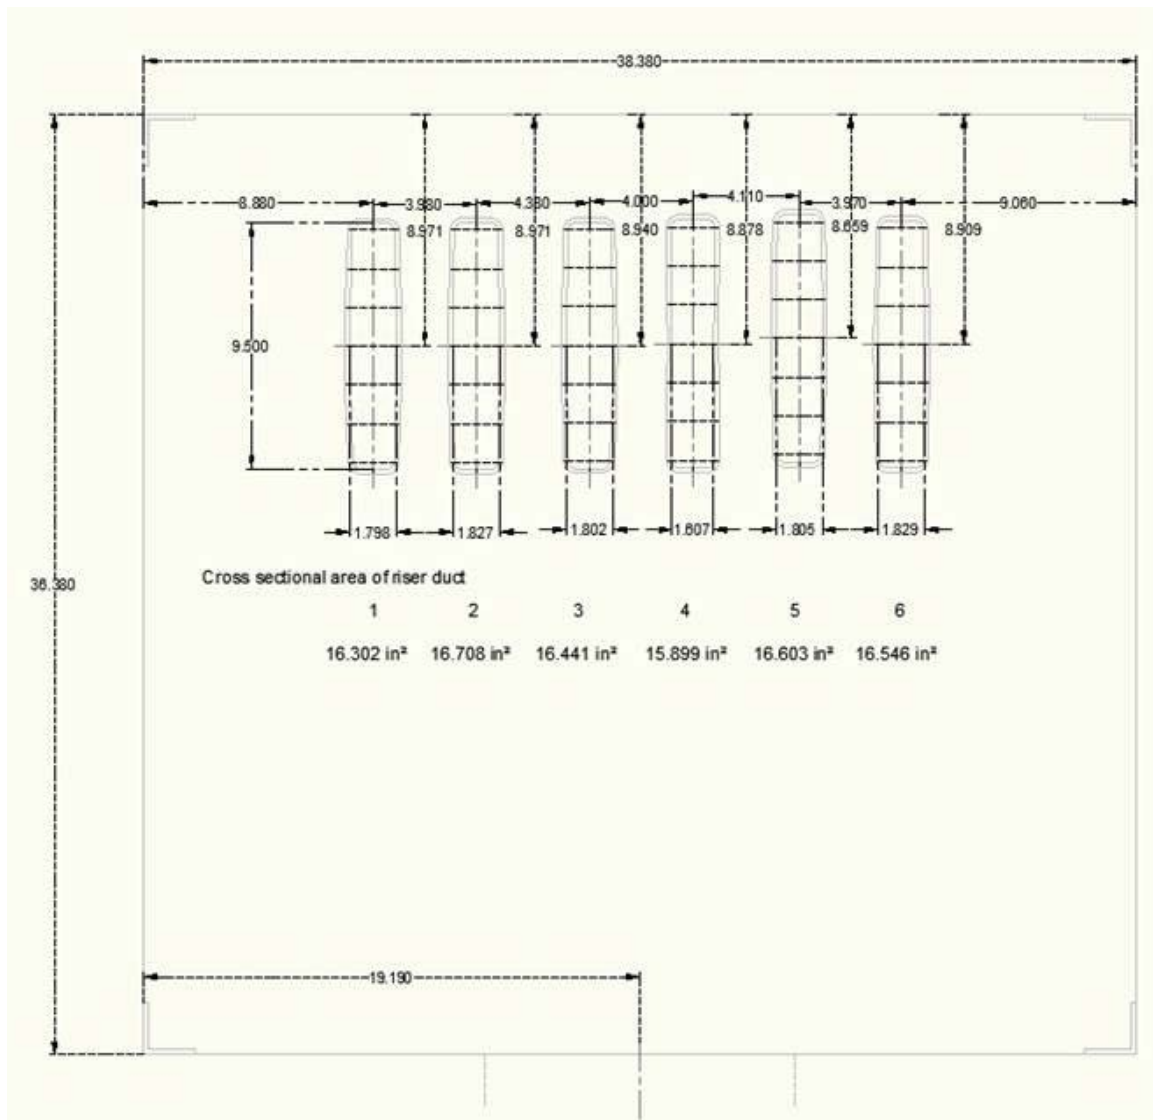 38.380
8.880 3.980 4.380 4.000 4.110 3.970 9.060
8.971 8.971 8.940 8.878 8.659 8.909
9.500
1.798 1.827 1.802 1.607 1.805 1.829
36.380
Cross sectional area of riser duct
1 2 3 4 5 6
16.302 in² 16.708 in² 16.441 in² 15.899 in² 16.603 in² 16.546 in²
19.190